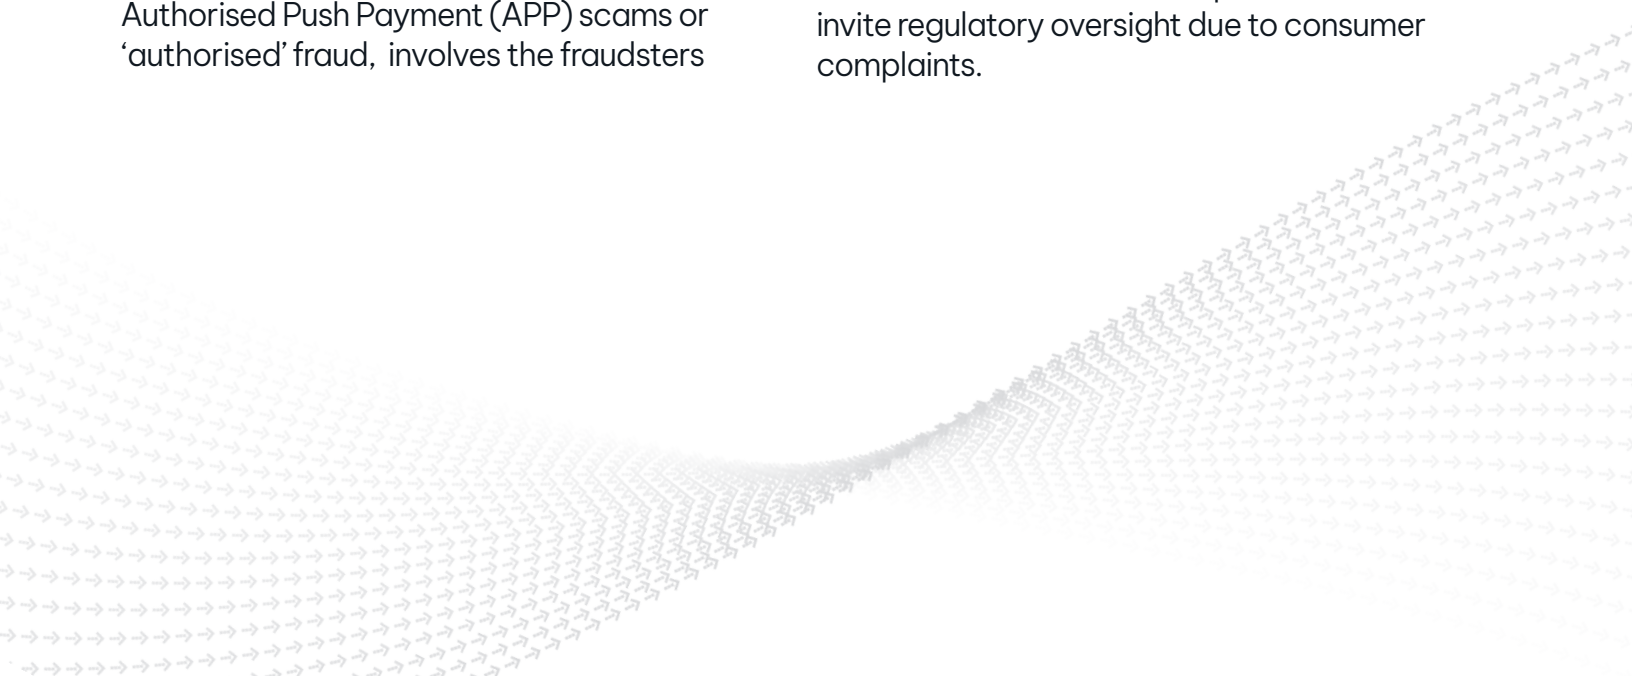 Authorised Push Payment (APP) scams or
‘authorised’ fraud,  involves the fraudsters
invite regulatory oversight due to consumer
complaints.